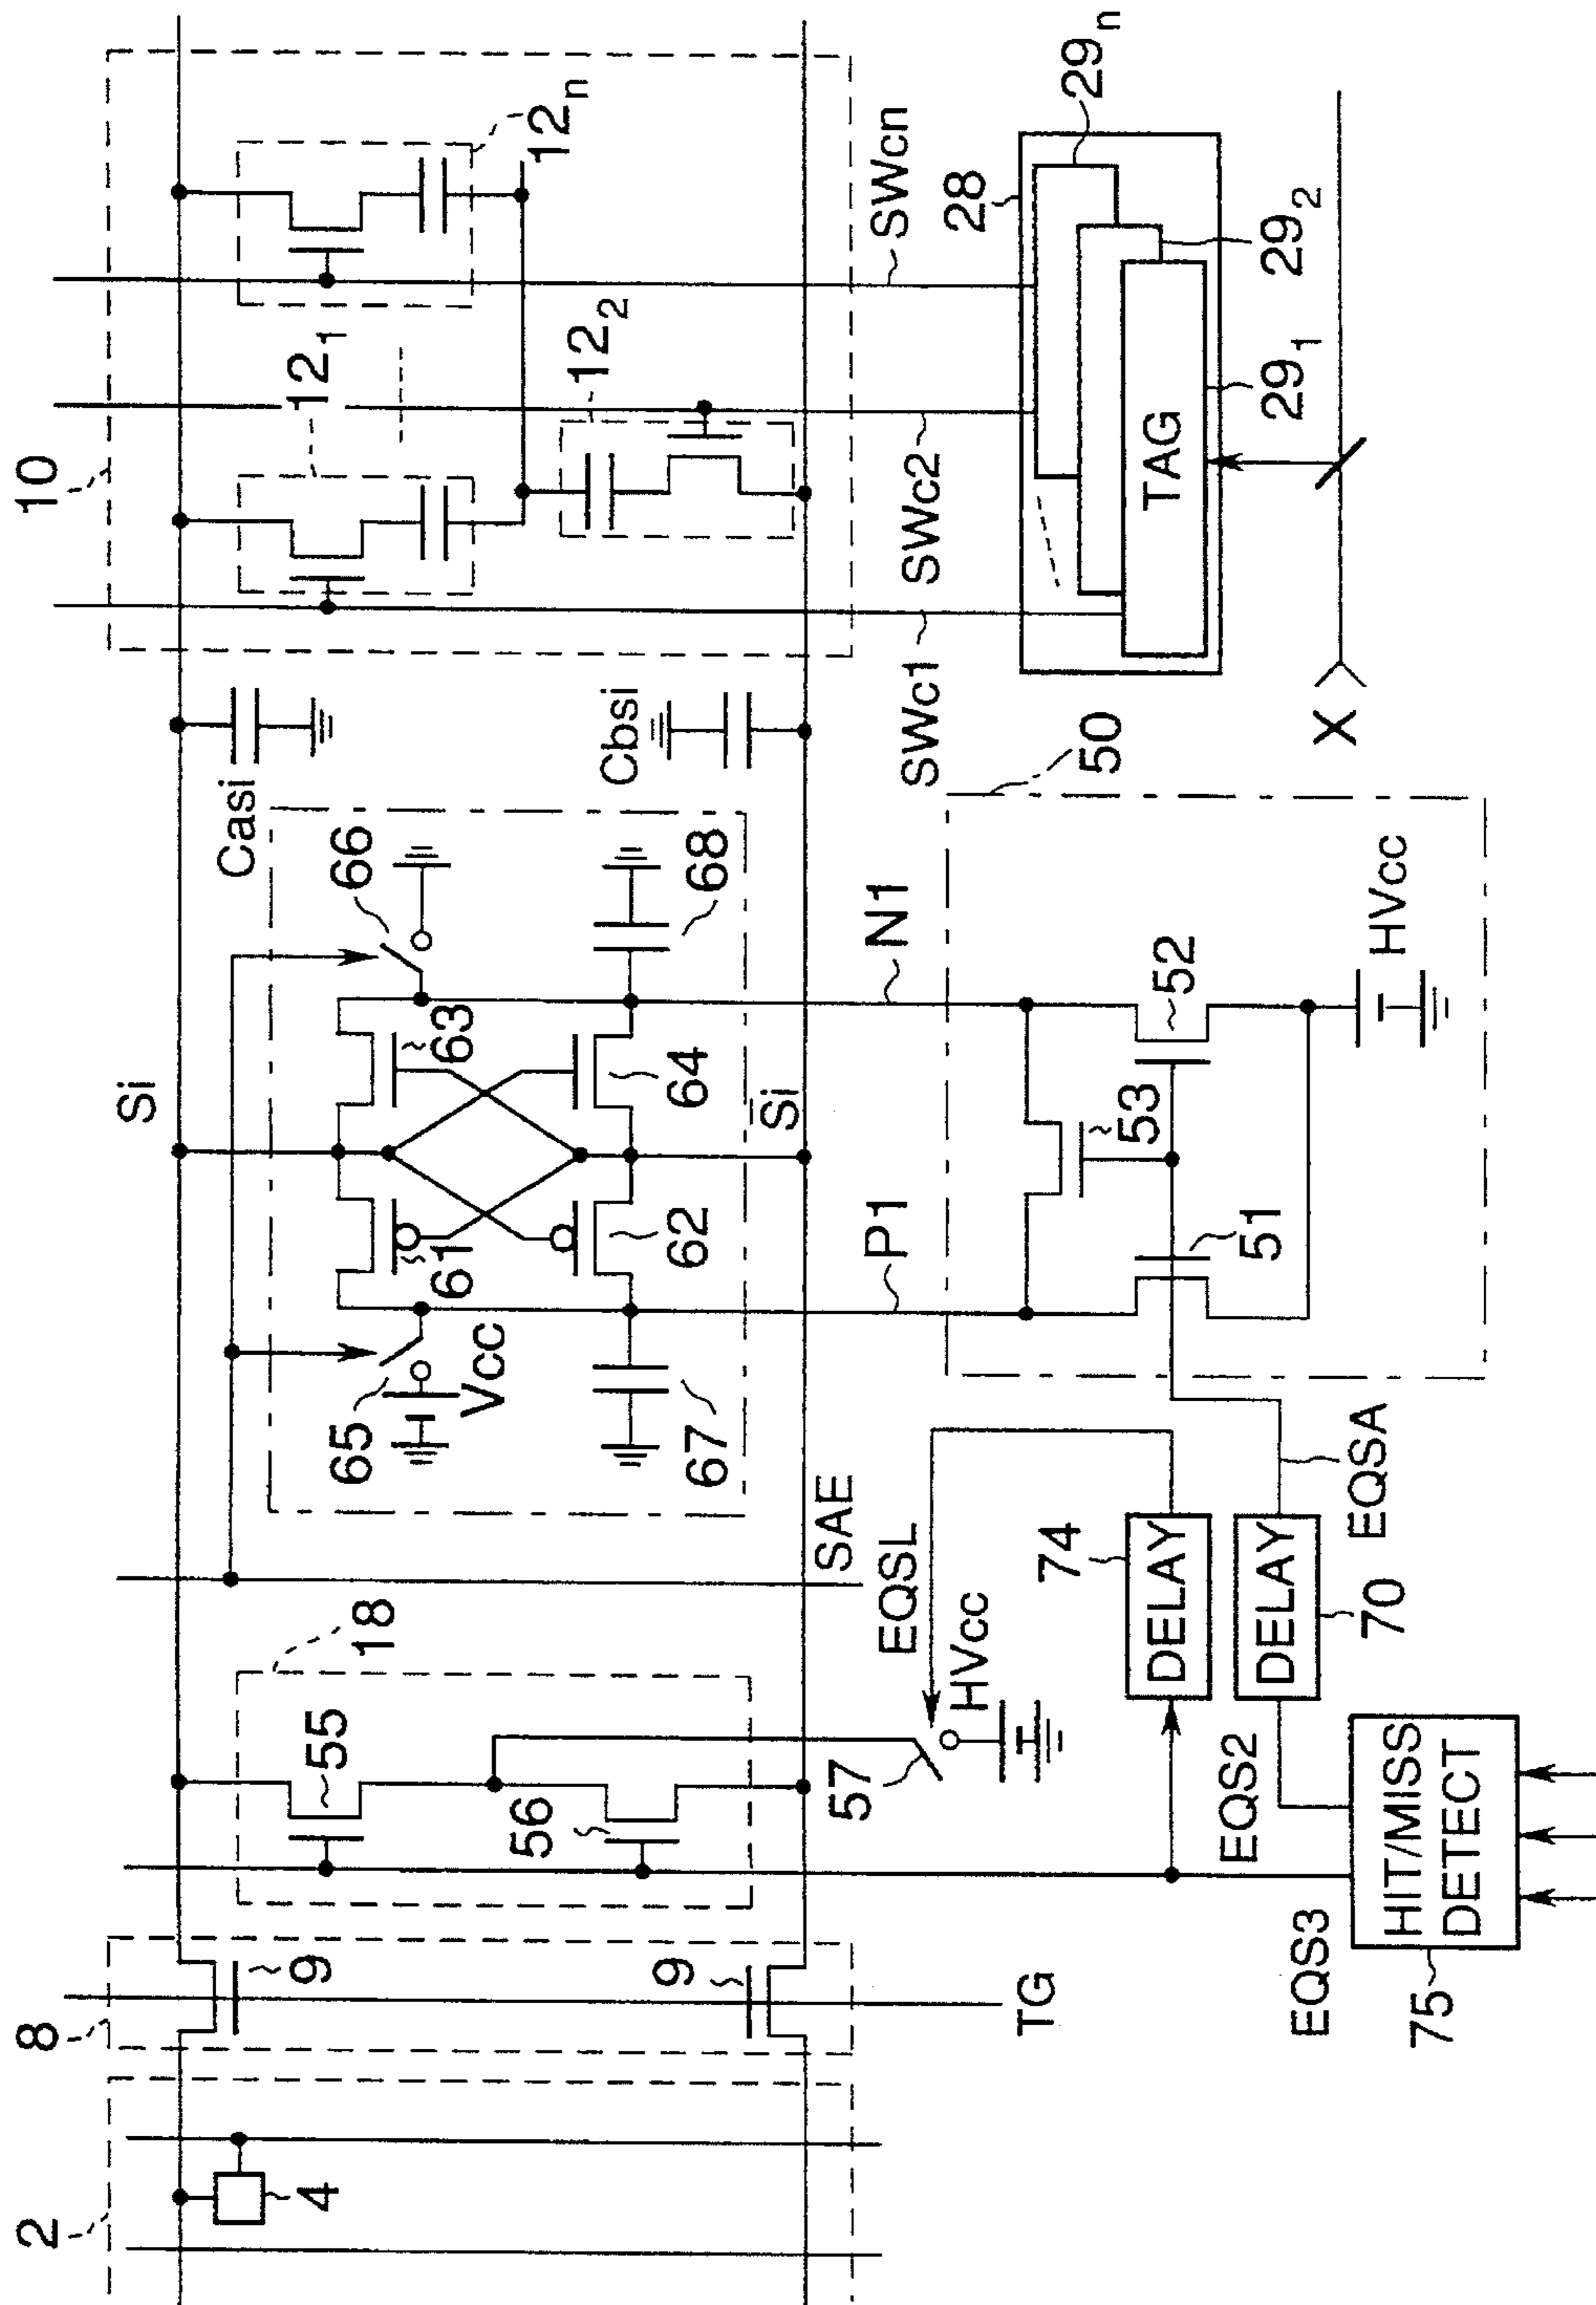 2
4
8
9
9
TG
18
55
56
57
EQSL
HVcc
SAE
10
12₁
12₂
12n
Si
S̅i
Casi
Cbsi
61
62
63
64
65
66
67
68
Vcc
P1
N1
SWc1
SWc2
SWcn
28
29₁
29₂
29n
TAG
X
50
51
52
53
HVcc
EQSA
DELAY
74
DELAY
70
EQS2
EQS3
HIT/MISS
DETECT
75